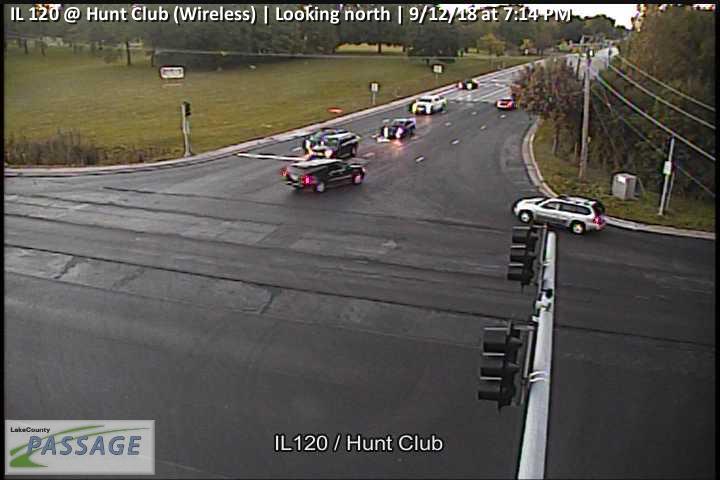 IL 120 @ Hunt Club (Wireless) | Looking north | 9/12/18 at 7:14 PM
LakeCounty
PASSAGE
IL120 / Hunt Club